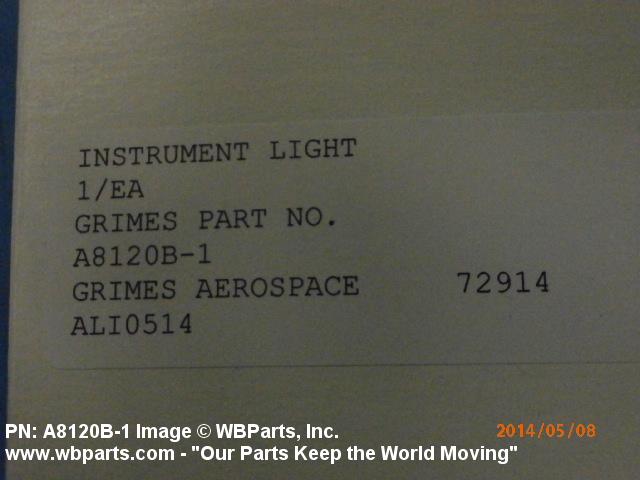 INSTRUMENT LIGHT
1/EA
GRIMES PART NO.
A8120B-1
GRIMES AEROSPACE 72914
ALI0514
PN: A8120B-1 Image © WBParts, Inc. 2014/05/08
www.wbparts.com - "Our Parts Keep the World Moving"